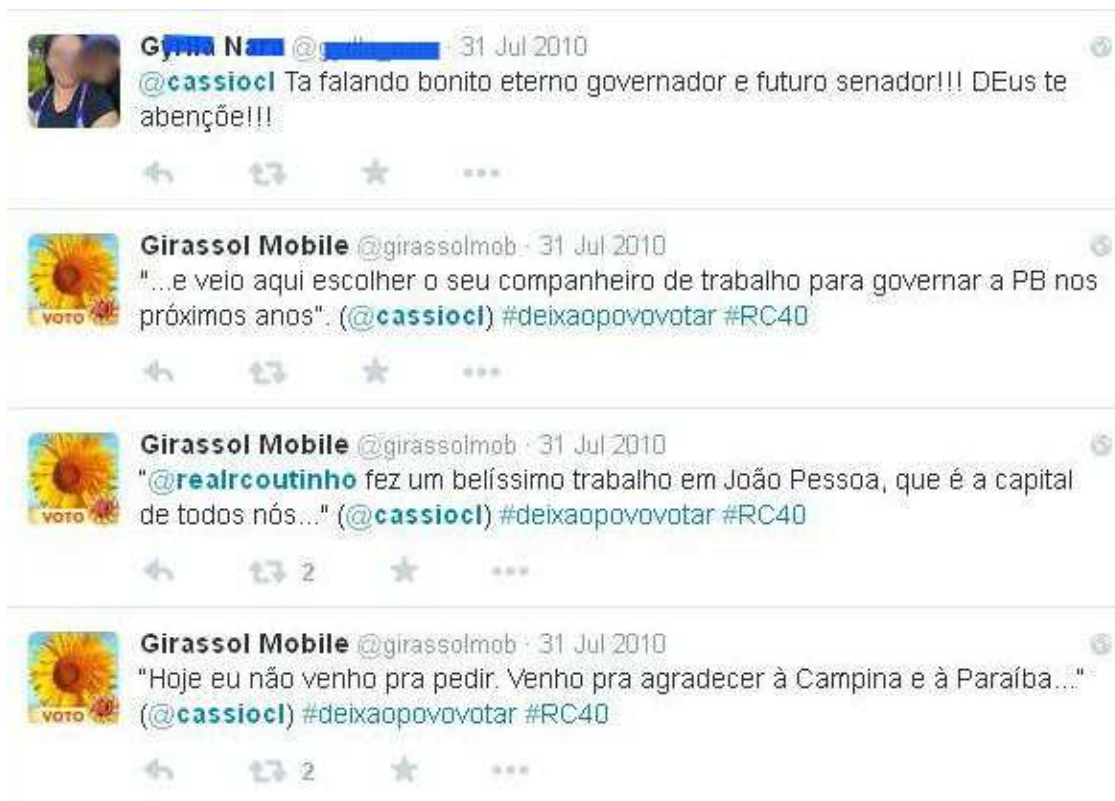 31 Jul 2010
@cassiocl Ta falando bonito eterno governador e futuro senador!!! DEus te
abençõe!!!
Girassol Mobile @girassolmob · 31 Jul 2010
"...e veio aqui escolher o seu companheiro de trabalho para governar a PB nos
próximos anos". (@cassiocl) #deixaopovovotar #RC40
VOTO
Girassol Mobile @girassolmob · 31 Jul 2010
"@realrcoutinho fez um belíssimo trabalho em João Pessoa, que é a capital
de todos nós..." (@cassiocl) #deixaopovovotar #RC40
VOTO
2
Girassol Mobile @girassolmob · 31 Jul 2010
"Hoje eu não venho pra pedir. Venho pra agradecer à Campina e à Paraíba..."
(@cassiocl) #deixaopovovotar #RC40
VOTO
2